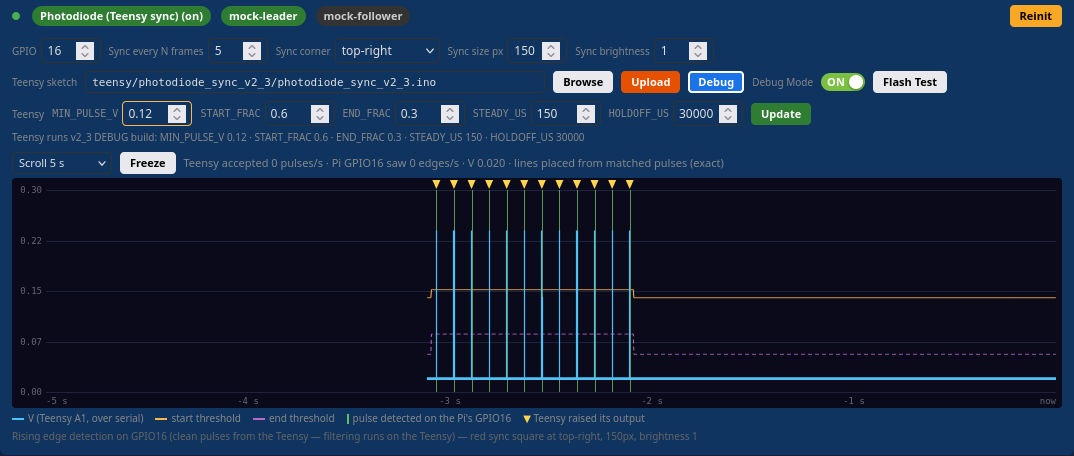 Photodiode (Teensy sync) (on) mock-leader mock-follower Reinit
GPIO 16 Sync every N frames 5 Sync corner top-right Sync size px 150 Sync brightness 1
Teensy sketch teensy/photodiode_sync_v2_3/photodiode_sync_v2_3.ino Browse Upload Debug Debug Mode ON Flash Test
Teensy MIN_PULSE_V 0.12 START_FRAC 0.6 END_FRAC 0.3 STEADY_US 150 HOLDOFF_US 30000 Update
Teensy runs v2_3 DEBUG build: MIN_PULSE_V 0.12 · START_FRAC 0.6 · END_FRAC 0.3 · STEADY_US 150 · HOLDOFF_US 30000
Scroll 5 s Freeze Teensy accepted 0 pulses/s · Pi GPIO16 saw 0 edges/s · V 0.020 · lines placed from matched pulses (exact)
0.30
0.22
0.15
0.07
0.00
-5 s -4 s -3 s -2 s -1 s now
V (Teensy A1, over serial) start threshold end threshold pulse detected on the Pi's GPIO16 Teensy raised its output
Rising edge detection on GPIO16 (clean pulses from the Teensy — filtering runs on the Teensy) — red sync square at top-right, 150px, brightness 1